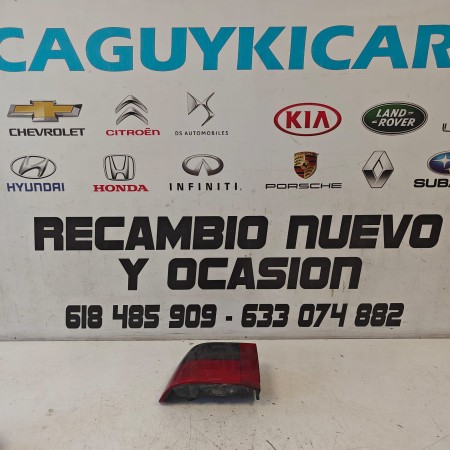 CAGUYKICAR
CHEVROLET CITROËN DS AUTOMOBILES KIA LAND ROVER
HYUNDAI HONDA INFINITI PORSCHE RENAULT SUBA
RECAMBIO NUEVO
Y OCASION
618 485 909 - 633 074 882